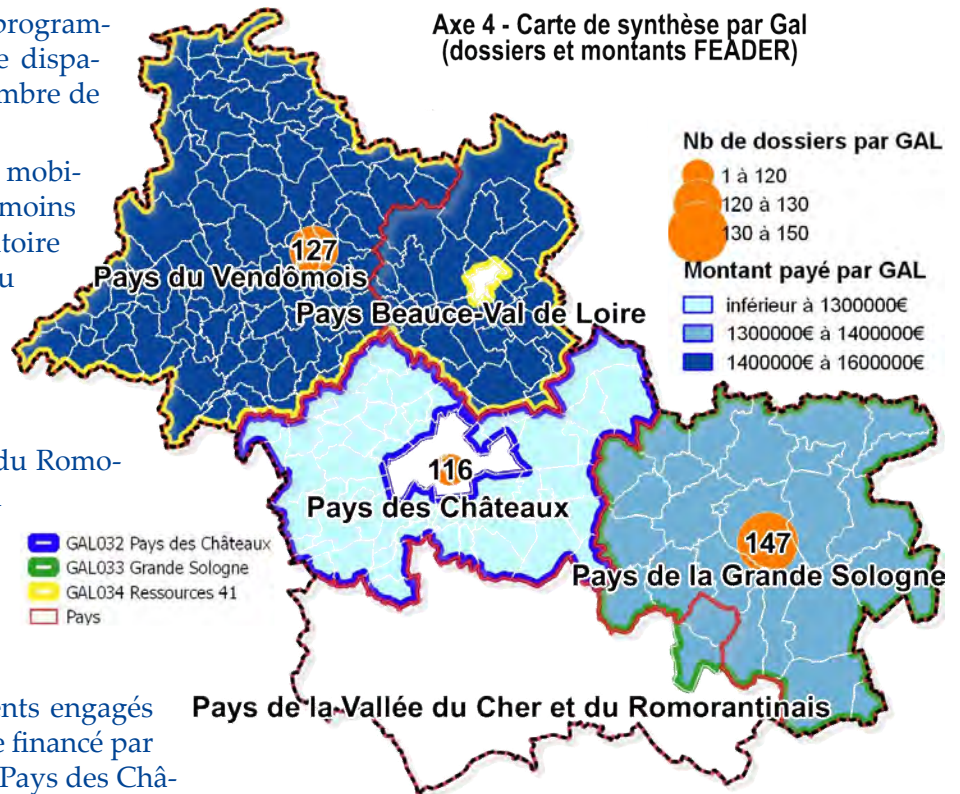 program-
e dispa-
mbre de
mobi-
moins
itoire
u
du Romo-
ents engagés
e financé par
Pays des Châ-
Axe 4 - Carte de synthèse par Gal
(dossiers et montants FEADER)
Nb de dossiers par GAL
1 à 120
120 à 130
130 à 150
Montant payé par GAL
inférieur à 1300000€
1300000€ à 1400000€
1400000€ à 1600000€
127
Pays du Vendômois
Pays Beauce-Val de Loire
116
Pays des Châteaux
147
Pays de la Grande Sologne
Pays de la Vallée du Cher et du Romorantinais
GAL032 Pays des Châteaux
GAL033 Grande Sologne
GAL034 Ressources 41
Pays